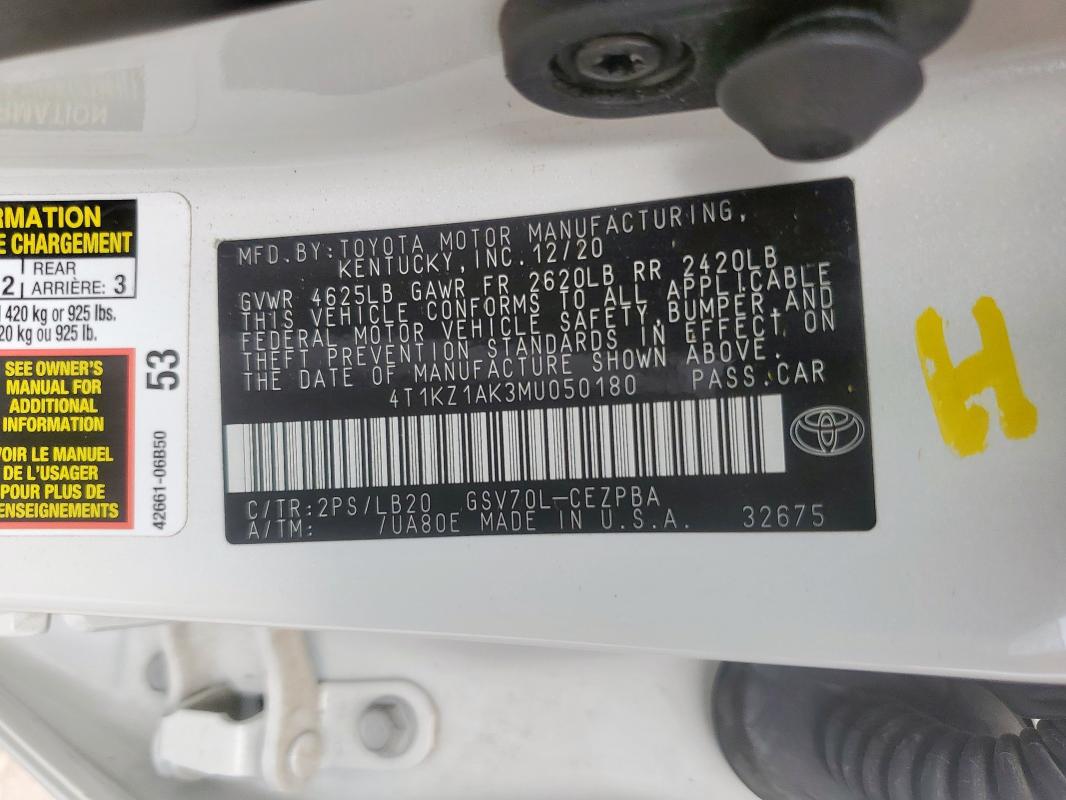 RMATION
E CHARGEMENT
2
REAR
ARRIÈRE: 3
420 kg or 925 lbs.
20 kg ou 925 lb.
SEE OWNER'S
MANUAL FOR
ADDITIONAL
INFORMATION
VOIR LE MANUEL
DE L'USAGER
POUR PLUS DE
RENSEIGNEMENTS
53
42661-06B50
MFD.BY:TOYOTA MOTOR MANUFACTURING,
KENTUCKY,INC.12/20
GVWR 4625LB GAWR FR 2620LB RR 2420LB
THIS VEHICLE CONFORMS TO ALL APPLICABLE
FEDERAL MOTOR VEHICLE SAFETY,BUMPER,AND
THEFT PREVENTION STANDARDS IN EFFECT ON
THE DATE OF MANUFACTURE SHOWN ABOVE.
4T1KZ1AK3MU050180 PASS.CAR
C/TR:2PS/LB20 GSV70L-CEZPBA
A/TM: /UA80E MADE IN U.S.A. 32675
H